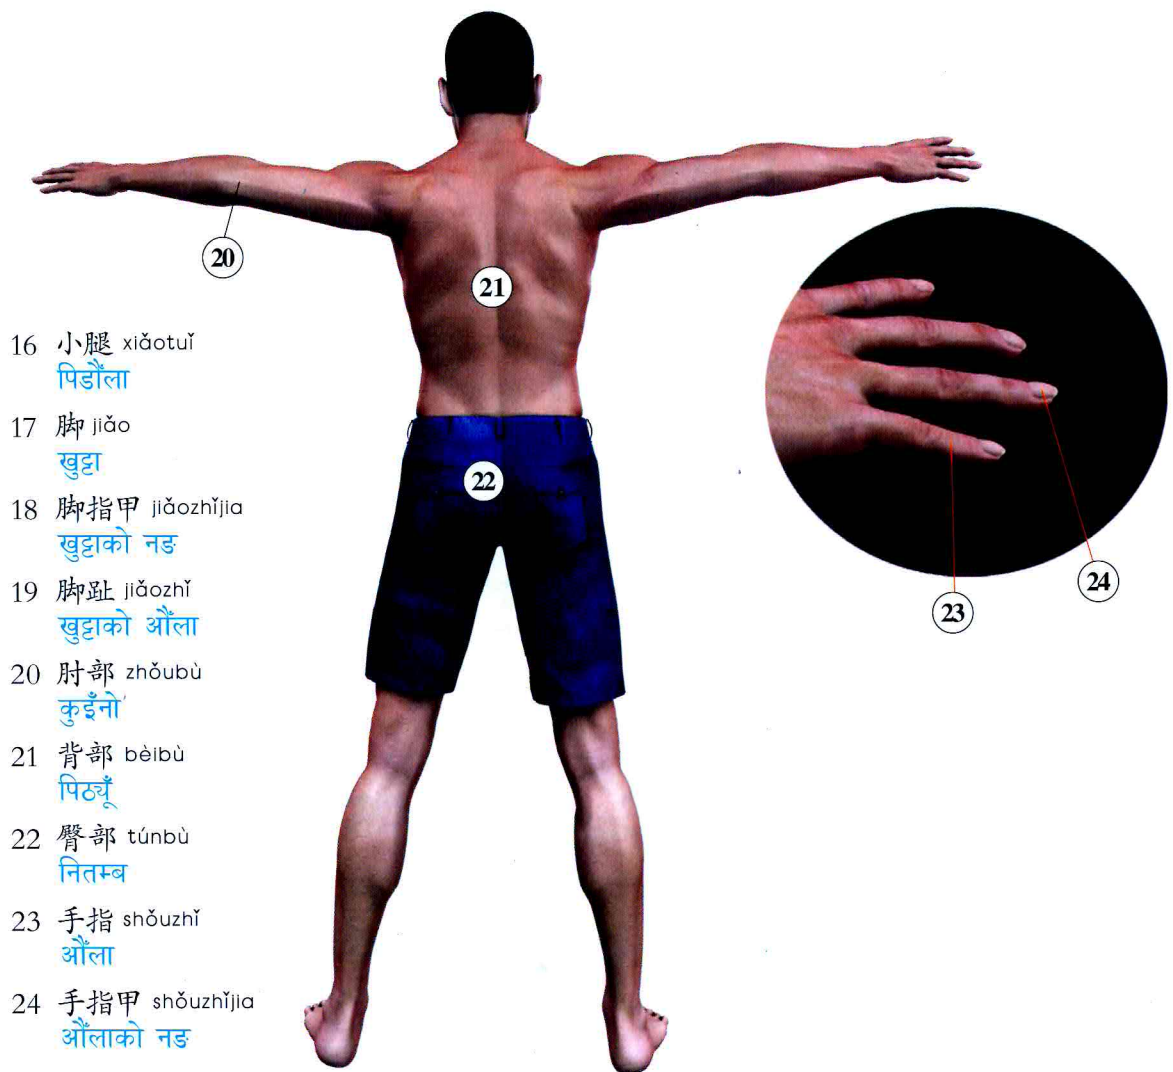 20
21
22
23
24
16 小腿 xiǎotuǐ
पिडौँला
17 脚 jiǎo
खुट्टा
18 脚指甲 jiǎozhǐjia
खुट्टाको नङ
19 脚趾 jiǎozhǐ
खुट्टाको औँला
20 肘部 zhǒubù
कुइँनो
21 背部 bèibù
पिठ्यूँ
22 臀部 túnbù
नितम्ब
23 手指 shǒuzhǐ
औँला
24 手指甲 shǒuzhǐjia
औँलाको नङ